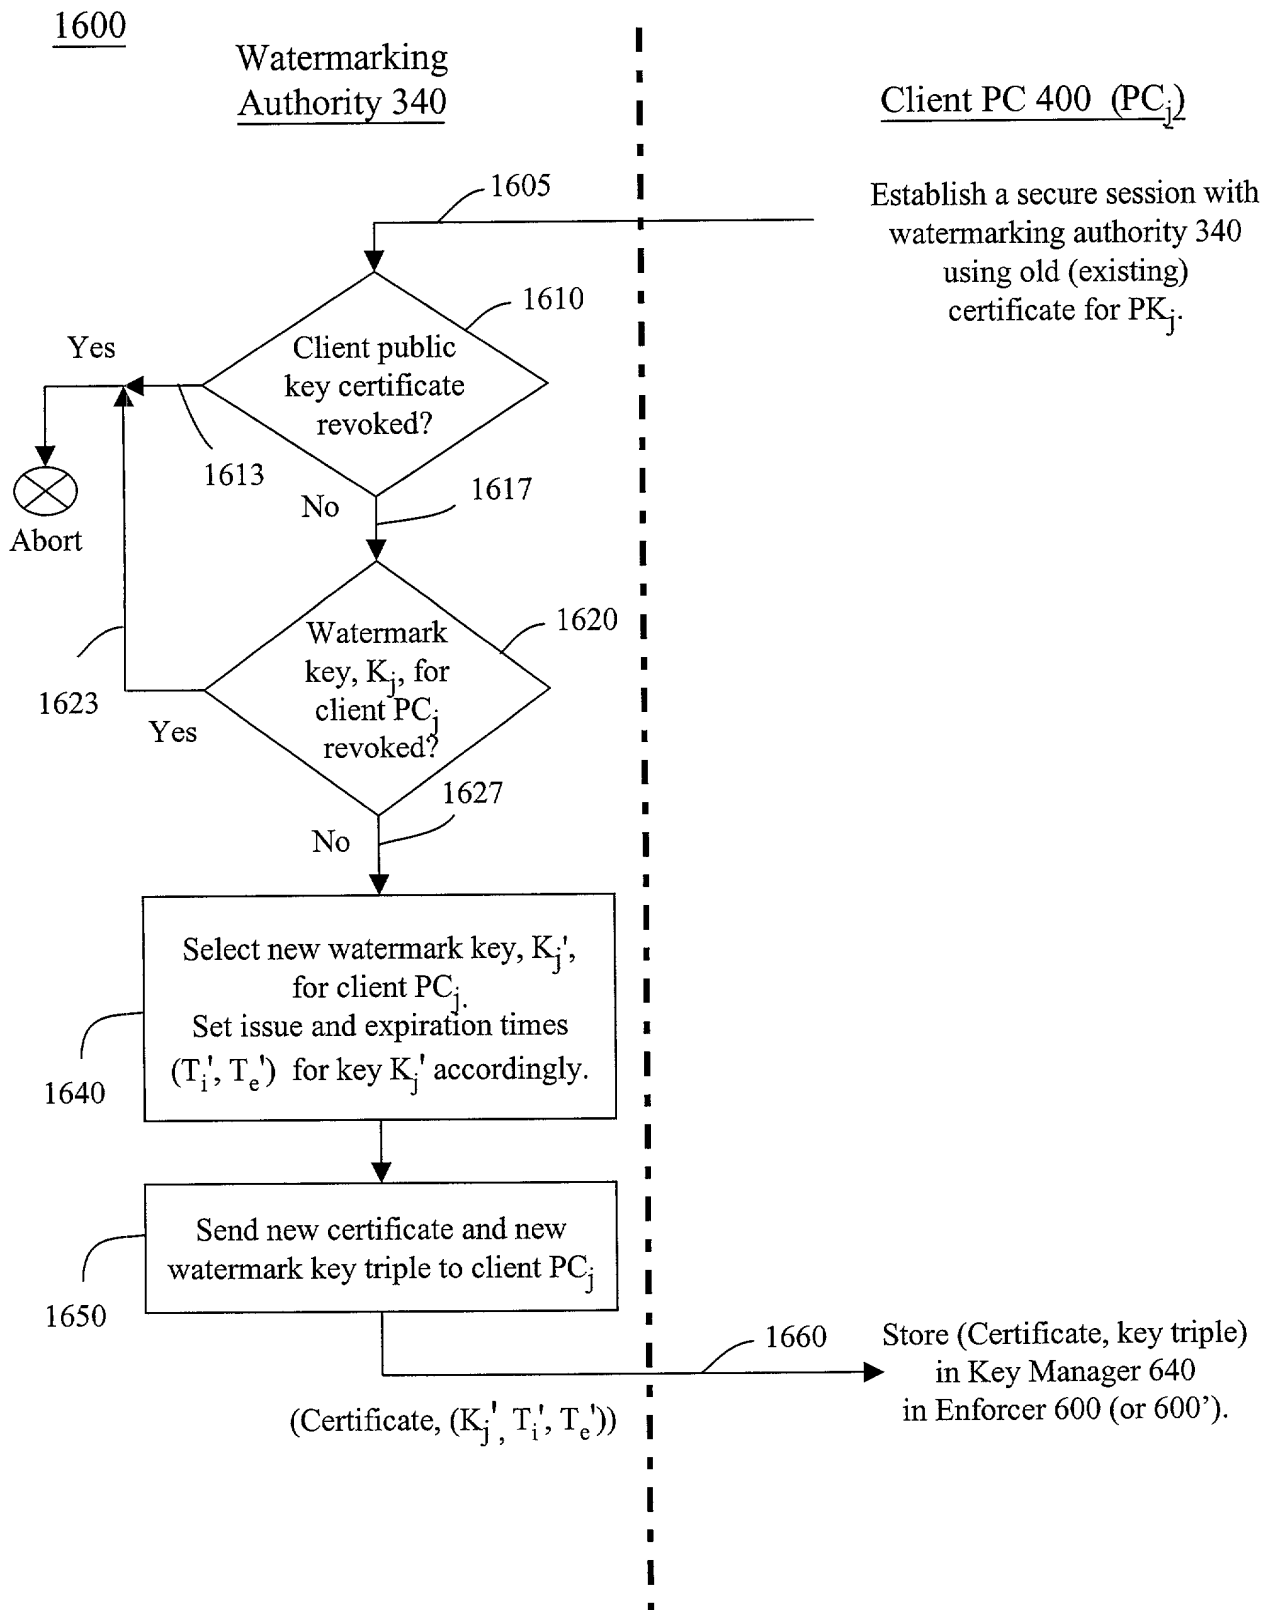 1600
Watermarking
Authority 340
Client PC 400 (PCj)
1605
Establish a secure session with
watermarking authority 340
using old (existing)
certificate for PKj.
1610
Client public
key certificate
revoked?
Yes
1613
Abort
No
1617
1620
Watermark
key, Kj, for
client PCj
revoked?
1623
Yes
1627
No
Select new watermark key, Kj',
for client PCj.
Set issue and expiration times
(Ti', Te') for key Kj' accordingly.
1640
Send new certificate and new
watermark key triple to client PCj
1650
1660
Store (Certificate, key triple)
in Key Manager 640
in Enforcer 600 (or 600’).
(Certificate, (Kj', Ti', Te'))